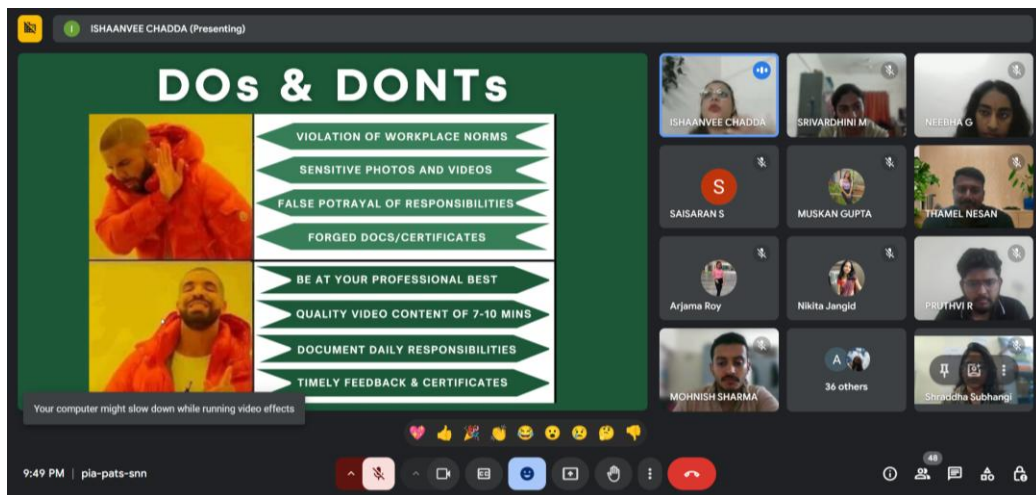 ISHAANVEE CHADDA (Presenting)
DOs & DONTs
VIOLATION OF WORKPLACE NORMS
SENSITIVE PHOTOS AND VIDEOS
FALSE POTRAYAL OF RESPONSIBILITIES
FORGED DOCS/CERTIFICATES
BE AT YOUR PROFESSIONAL BEST
QUALITY VIDEO CONTENT OF 7-10 MINS
DOCUMENT DAILY RESPONSIBILITIES
TIMELY FEEDBACK & CERTIFICATES
Your computer might slow down while running video effects
ISHAANVEE CHADDA
SRIVARDHINI M
NEEBHA G
S
SAISARAN S
MUSKAN GUPTA
THAMEL NESAN
Arjama Roy
Nikita Jangid
PRUTHVI R
MOHNISH SHARMA
A
36 others
Shraddha Subhangi
9:49 PM | pia-pats-snn
CC
48